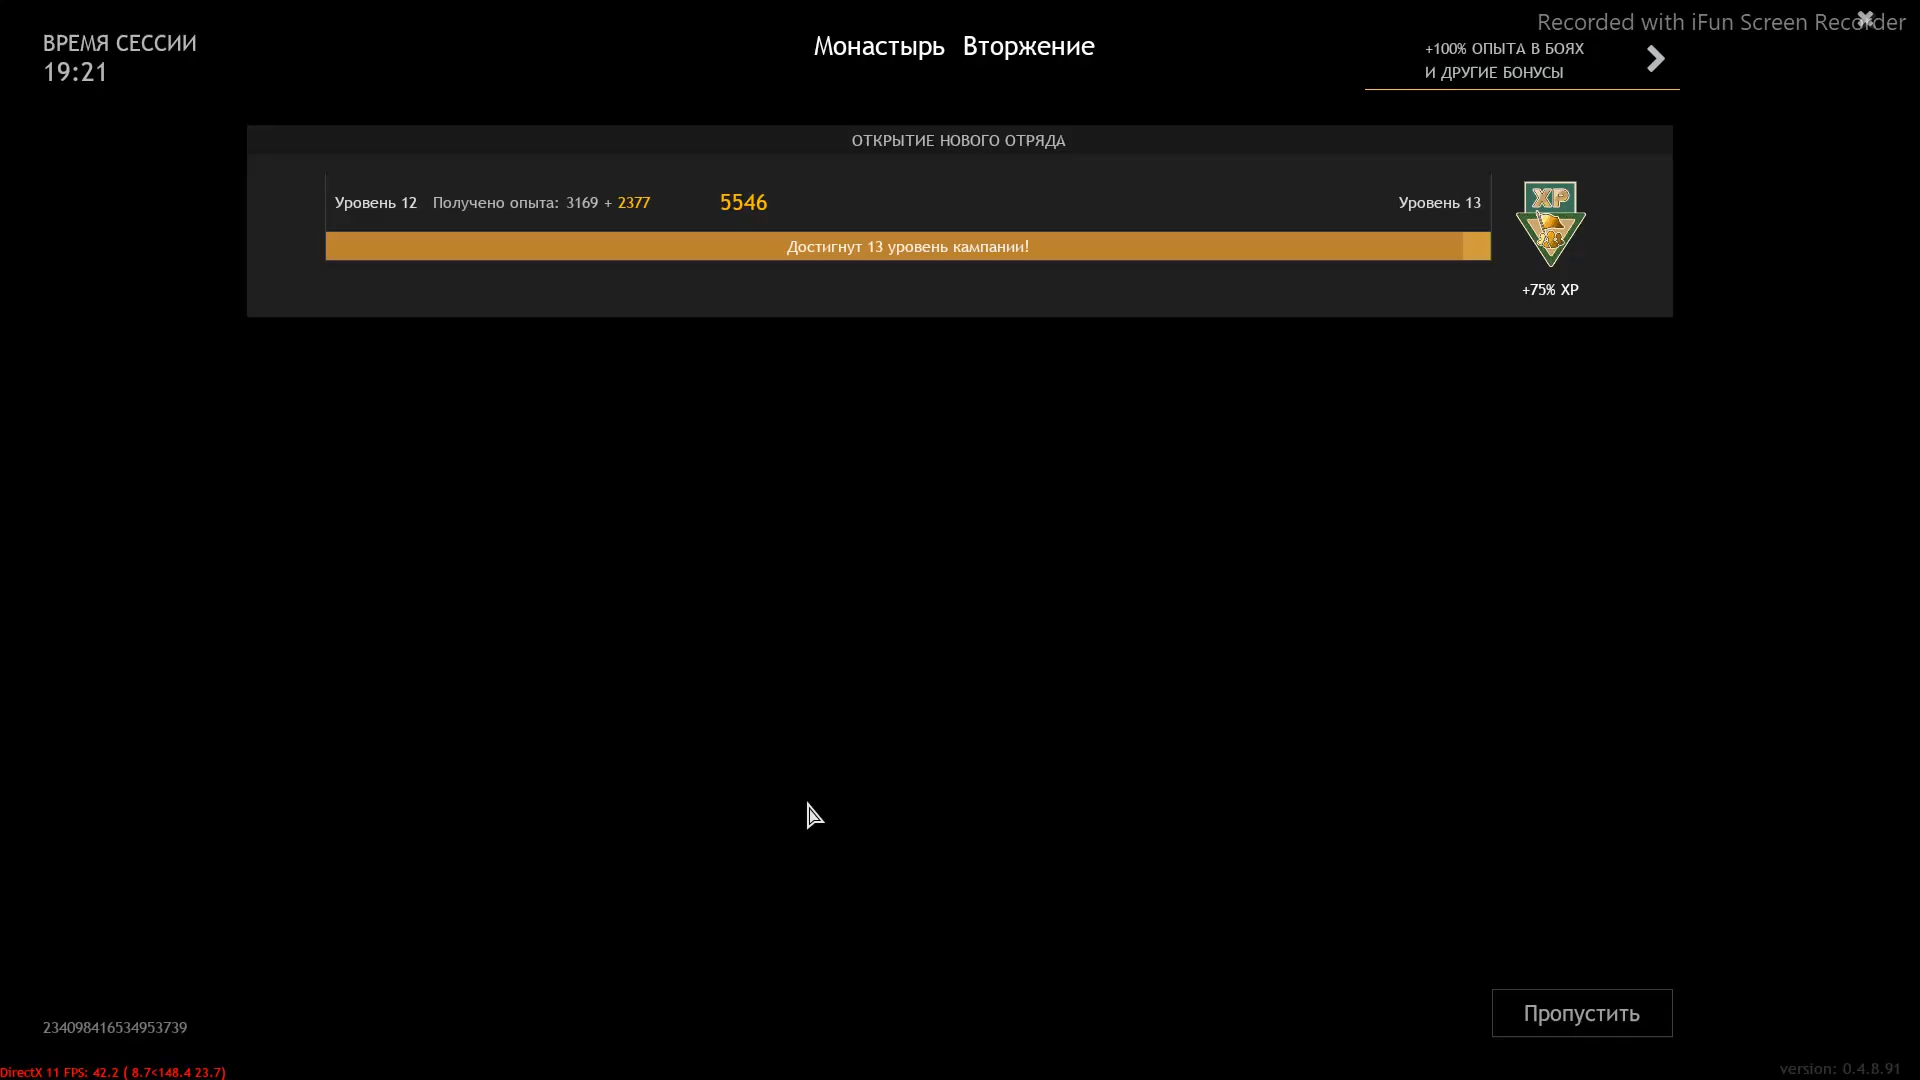 Recorded with iFun Screen Recorder
ВРЕМЯ СЕССИИ
19:21
Монастырь Вторжение
+100% ОПЫТА В БОЯХ
И ДРУГИЕ БОНУСЫ
ОТКРЫТИЕ НОВОГО ОТРЯДА
Уровень 12 Получено опыта: 3169 + 2377 5546 Уровень 13
XP
Достигнут 13 уровень кампании!
+75% XP
Пропустить
234098416534953739
version: 0.4.8.91
DirectX 11 FPS: 42.2 ( 8.7<148.4 23.7)